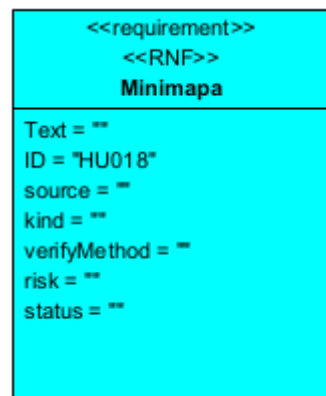 <<requirement>>
<<RNF>>
Minimapa
Text = ""
ID = "HU018"
source = ""
kind = ""
verifyMethod = ""
risk = ""
status = ""